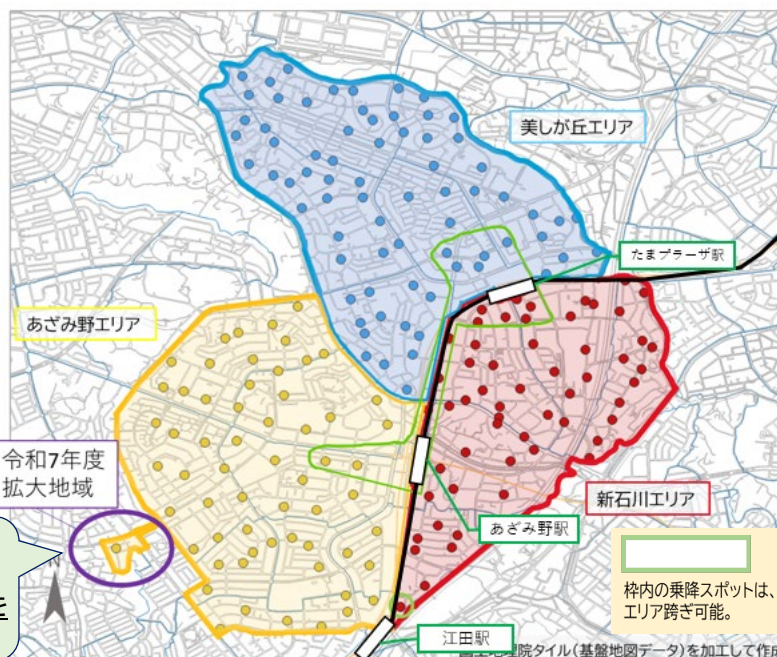 美しが丘エリア
たまプラーザ駅
あざみ野エリア
令和7年度
拡大地域
新石川エリア
あざみ野駅
枠内の乗降スポットは、
エリア跨ぎ可能。
江田駅
院タイル(基盤地図データ)を加工して作成